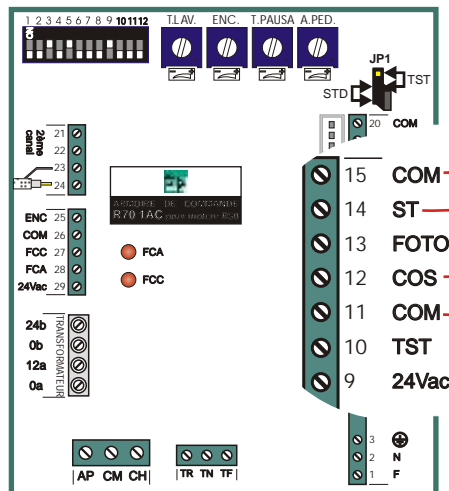 1 2 3 4 5 6 7 8 9 10 11 12
ON
T.LAV. ENC. T.PAUSA A.PED.
JP1
STD TST
20 COM
2ème canal
21
22
23
24
ENC 25
COM 26
FCC 27
FCA 28
24Vac 29
ARMOIRE DE COMMANDE
R70 1AC
FCA
FCC
15 COM
14 ST
13 FOTO
12 COS
11 COM
10 TST
9 24Vac
TRANSFORMATEUR
24b
0b
12a
0a
AP CM CH
TR TN TF
3
2 N
1 F